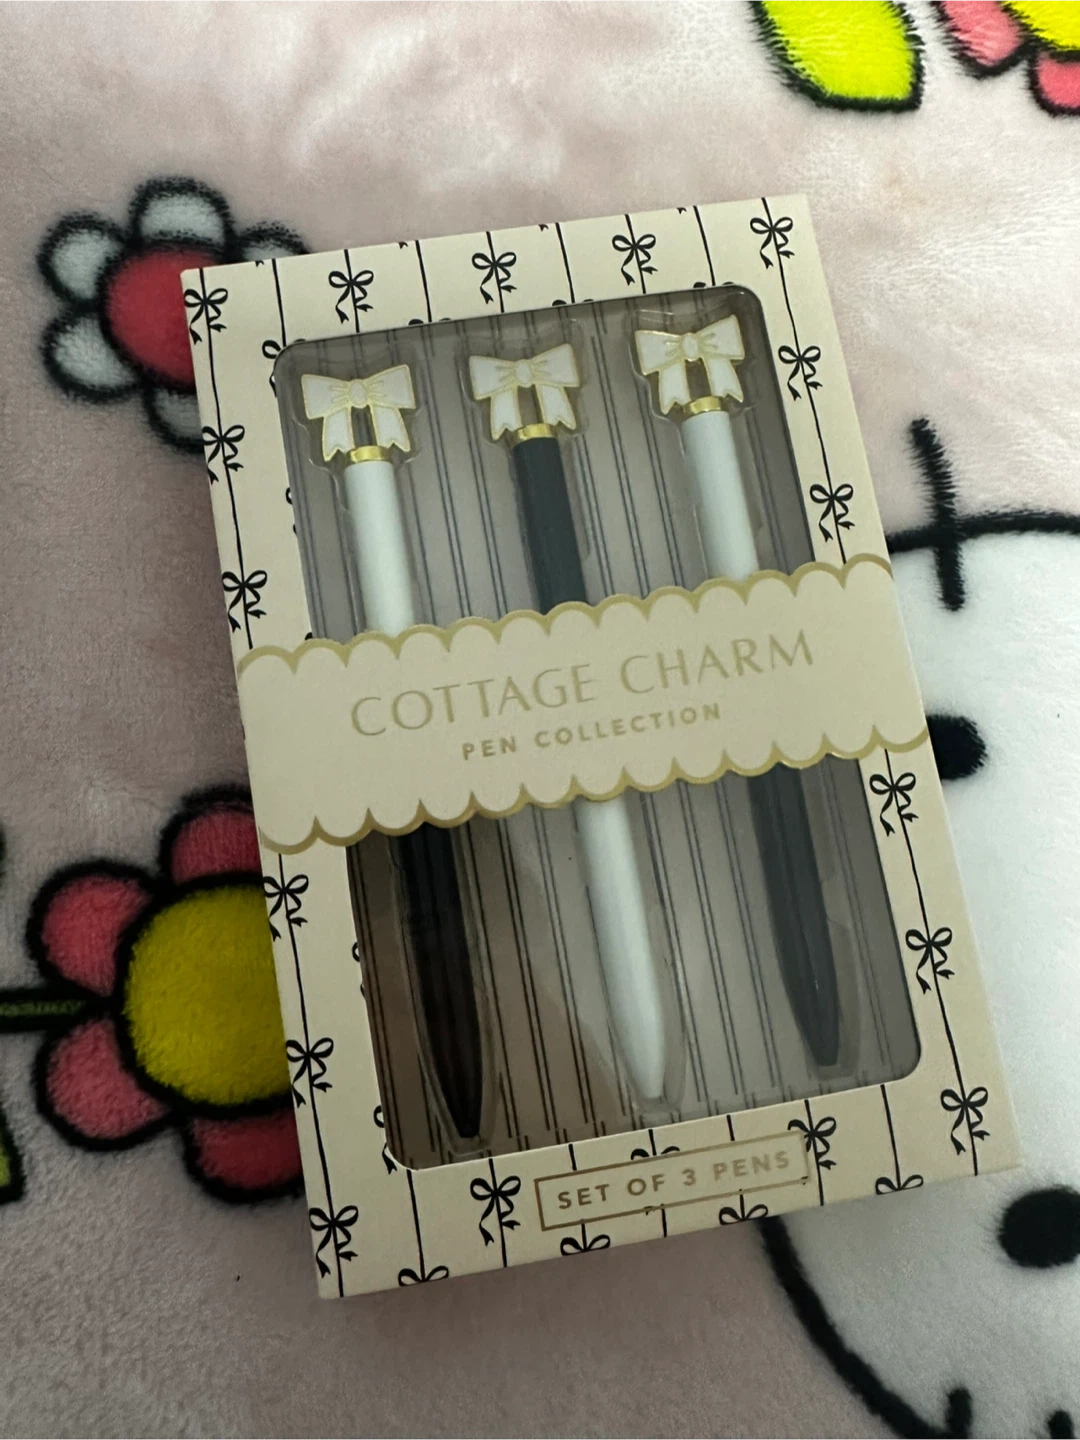 COTTAGE CHARM
PEN COLLECTION
SET OF 3 PENS